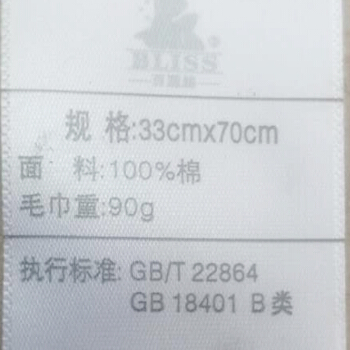 BLISS
®
规 格:33cmx70cm
面 料:100%棉
毛巾重:90g
执行标准: GB/T 22864
GB 18401 B类